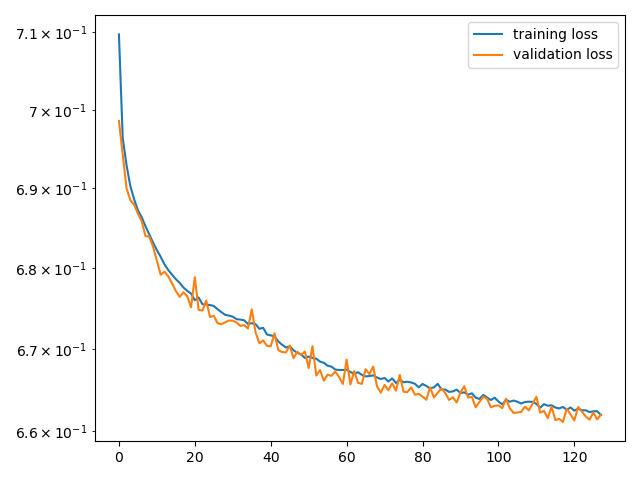 7.1 × 10⁻¹
7 × 10⁻¹
6.9 × 10⁻¹
6.8 × 10⁻¹
6.7 × 10⁻¹
6.6 × 10⁻¹
training loss
validation loss
0 20 40 60 80 100 120